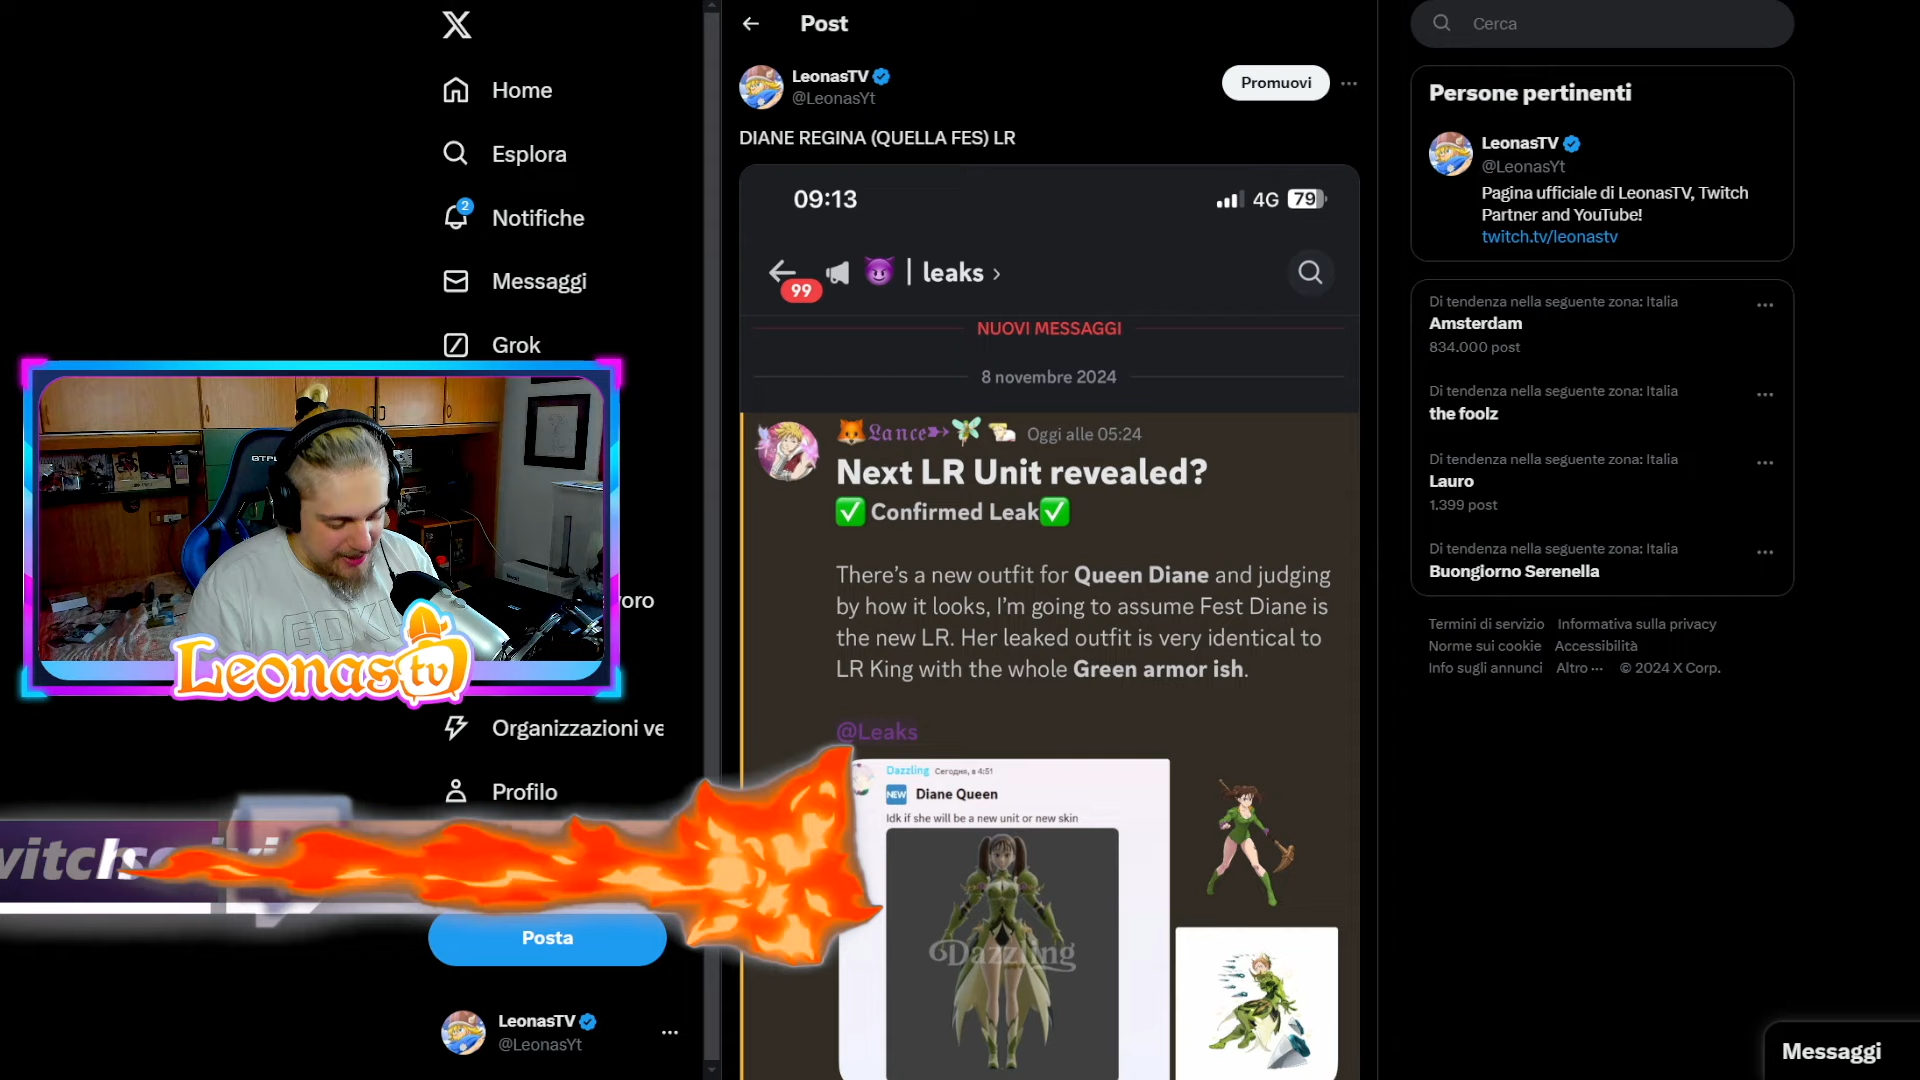 Home
Esplora
2
Notifiche
Messaggi
Grok
Organizzazioni ve
Profilo
Posta
LeonasTV
@LeonasYt
Leonas tv
GTPL
GOKU
Post
LeonasTV
@LeonasYt
Promuovi
DIANE REGINA (QUELLA FES) LR
09:13
4G 79
99
| leaks ›
NUOVI MESSAGGI
8 novembre 2024
𝕷𝖆𝖓𝖈𝖊 Oggi alle 05:24
Next LR Unit revealed?
✅ Confirmed Leak✅
There's a new outfit for Queen Diane and judging
by how it looks, I'm going to assume Fest Diane is
the new LR. Her leaked outfit is very identical to
LR King with the whole Green armor ish.
@Leaks
Dazzling Сегодня, в 4:51
NEW Diane Queen
Idk if she will be a new unit or new skin
Dazzling
Cerca
Persone pertinenti
LeonasTV
@LeonasYt
Pagina ufficiale di LeonasTV, Twitch
Partner and YouTube!
twitch.tv/leonastv
Di tendenza nella seguente zona: Italia
Amsterdam
834.000 post
Di tendenza nella seguente zona: Italia
the foolz
Di tendenza nella seguente zona: Italia
Lauro
1.399 post
Di tendenza nella seguente zona: Italia
Buongiorno Serenella
Termini di servizio Informativa sulla privacy
Norme sui cookie Accessibilità
Info sugli annunci Altro ··· © 2024 X Corp.
Messaggi